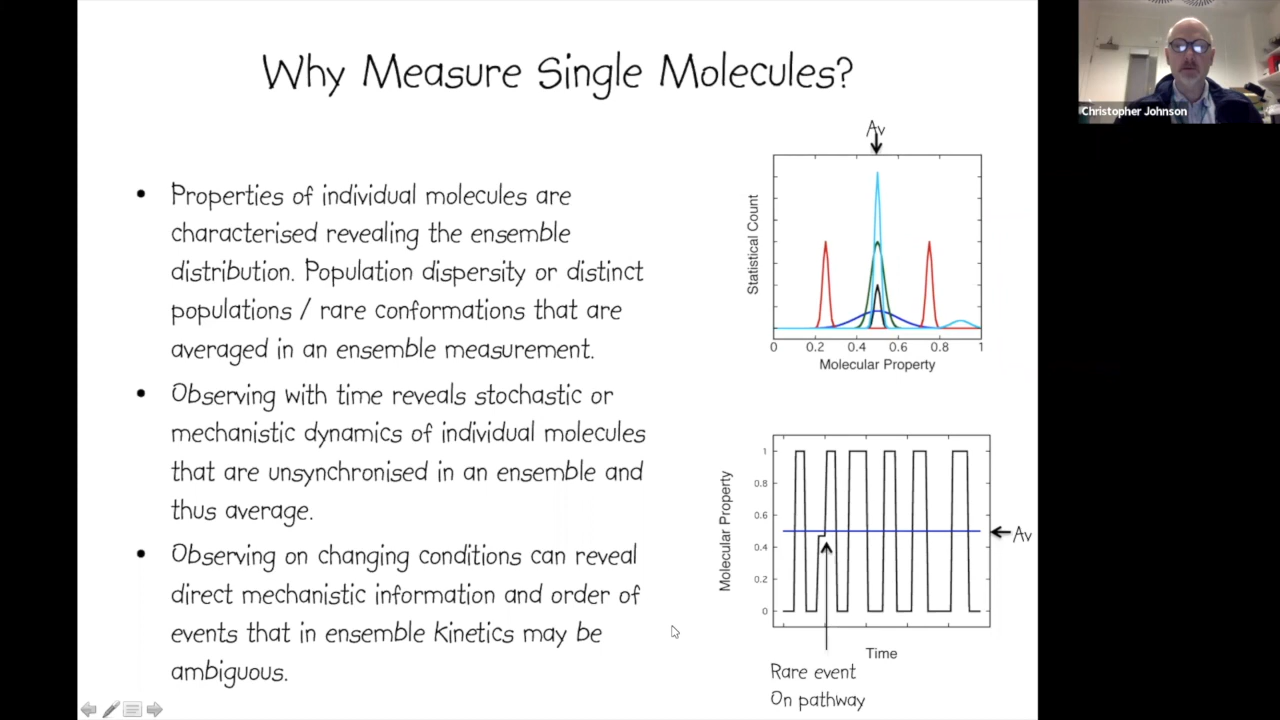 Why Measure Single Molecules?
Christopher Johnson
• Properties of individual molecules are
characterised revealing the ensemble
distribution. Population dispersity or distinct
populations / rare conformations that are
averaged in an ensemble measurement.
• Observing with time reveals stochastic or
mechanistic dynamics of individual molecules
that are unsynchronised in an ensemble and
thus average.
• Observing on changing conditions can reveal
direct mechanistic information and order of
events that in ensemble kinetics may be
ambiguous.
Av
Statistical Count
0 0.2 0.4 0.6 0.8 1
Molecular Property
Molecular Property
1
0.8
0.6
0.4
0.2
0
Av
Time
Rare event
On pathway